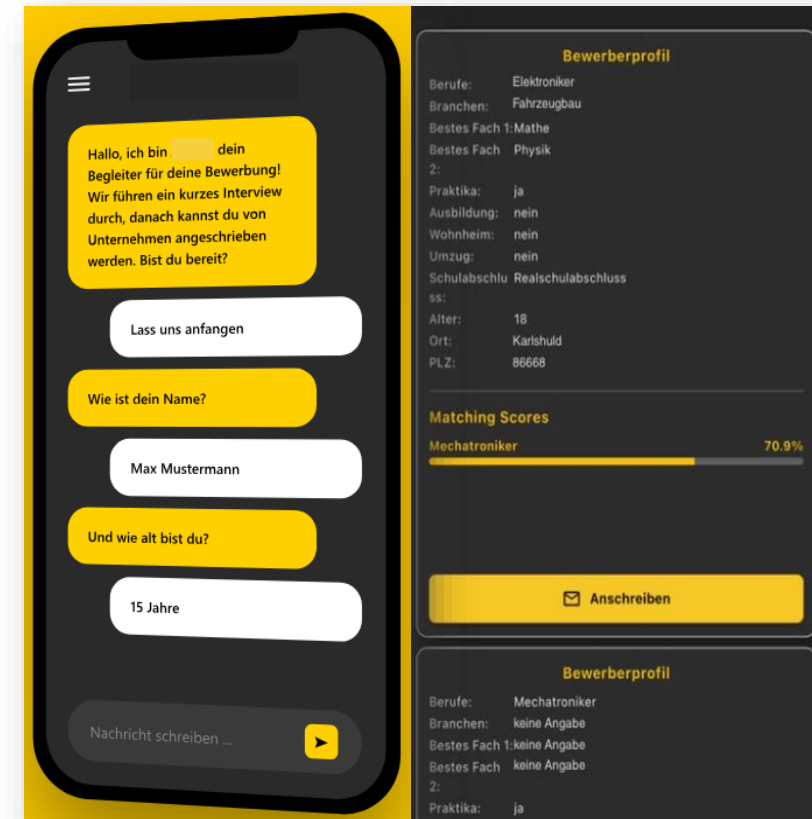 Hallo, ich bin dein
Begleiter für deine Bewerbung!
Wir führen ein kurzes Interview
durch, danach kannst du von
Unternehmen angeschrieben
werden. Bist du bereit?
Lass uns anfangen
Wie ist dein Name?
Max Mustermann
Und wie alt bist du?
15 Jahre
Nachricht schreiben ...
Bewerberprofil
Berufe: Elektroniker
Branchen: Fahrzeugbau
Bestes Fach 1: Mathe
Bestes Fach Physik
2:
Praktika: ja
Ausbildung: nein
Wohnheim: nein
Umzug: nein
Schulabschlu Realschulabschluss
ss:
Alter: 18
Ort: Karlshuld
PLZ: 86668
Matching Scores
Mechatroniker 70.9%
Anschreiben
Bewerberprofil
Berufe: Mechatroniker
Branchen: keine Angabe
Bestes Fach 1: keine Angabe
Bestes Fach keine Angabe
2:
Praktika: ja